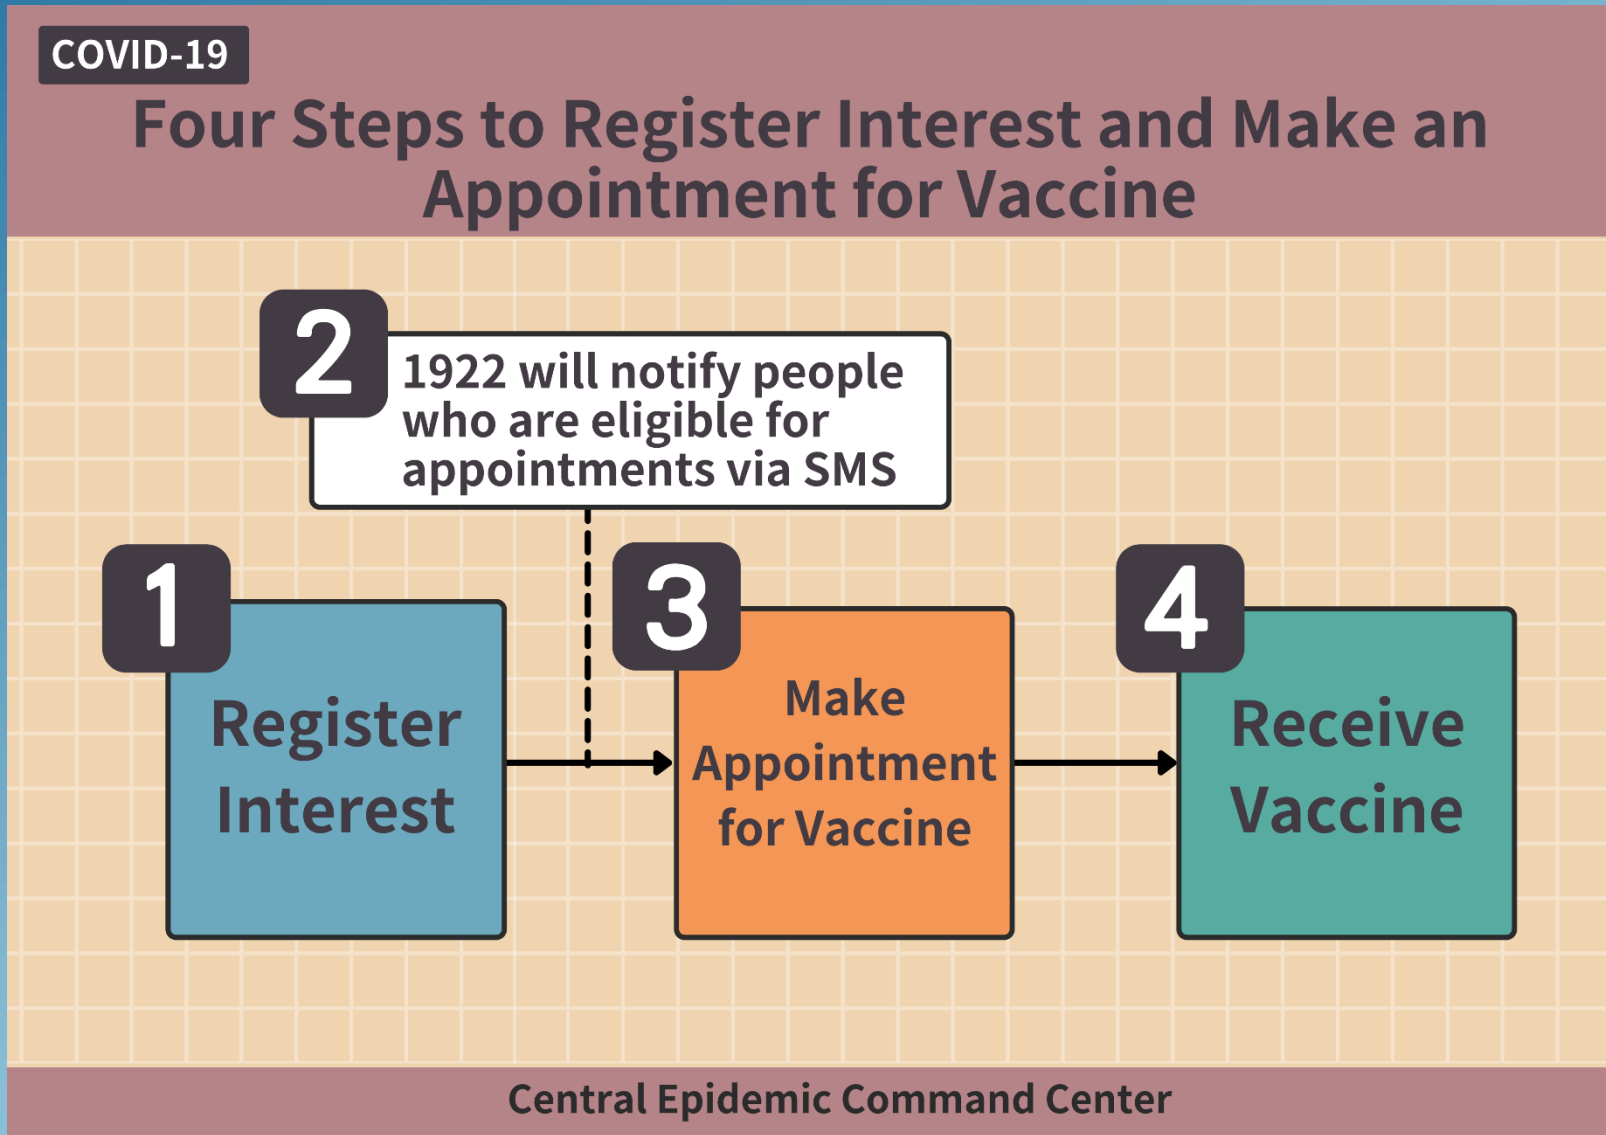 COVID-19
Four Steps to Register Interest and Make an
Appointment for Vaccine
1
Register
Interest
2
1922 will notify people
who are eligible for
appointments via SMS
3
Make
Appointment
for Vaccine
4
Receive
Vaccine
Central Epidemic Command Center